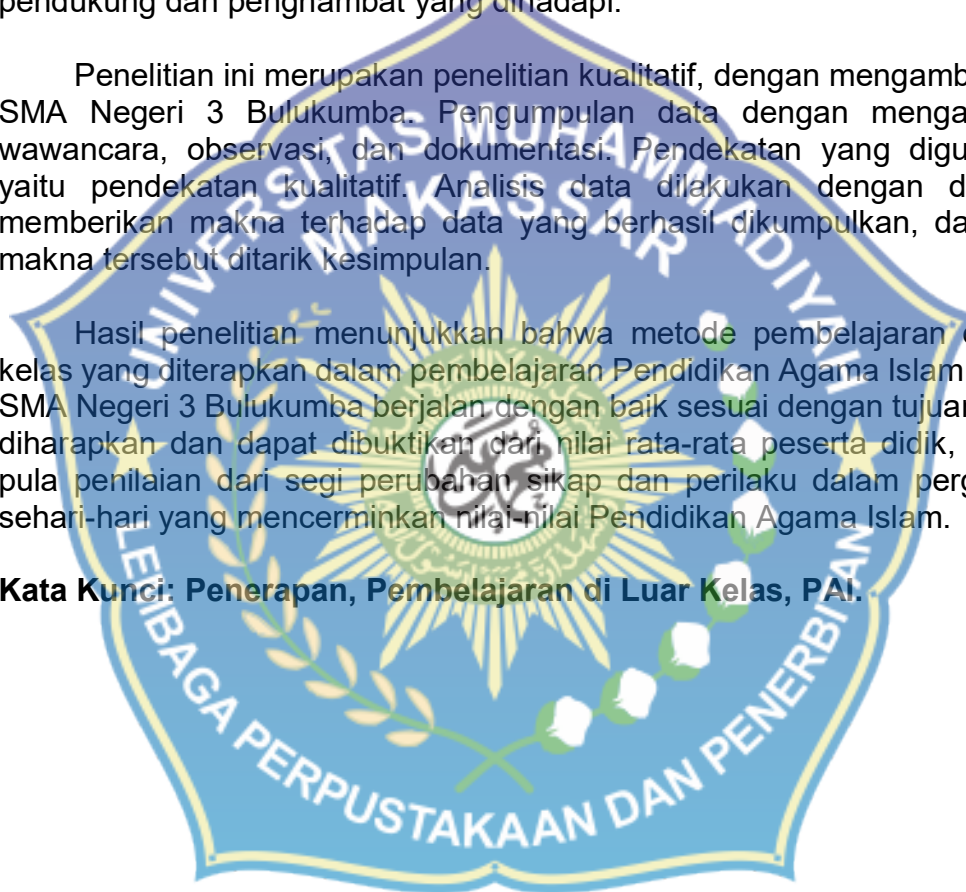 pendukung dan penghambat yang dihadapi.
Penelitian ini merupakan penelitian kualitatif, dengan mengamb
SMA Negeri 3 Bulukumba. Pengumpulan data dengan menga
wawancara, observasi, dan dokumentasi. Pendekatan yang digu
yaitu pendekatan kualitatif. Analisis data dilakukan dengan d
memberikan makna terhadap data yang berhasil dikumpulkan, da
makna tersebut ditarik kesimpulan.
Hasil penelitian menunjukkan bahwa metode pembelajaran d
kelas yang diterapkan dalam pembelajaran Pendidikan Agama Islam
SMA Negeri 3 Bulukumba berjalan dengan baik sesuai dengan tujuan
diharapkan dan dapat dibuktikan dari nilai rata-rata peserta didik,
pula penilaian dari segi perubahan sikap dan perilaku dalam perg
sehari-hari yang mencerminkan nilai-nilai Pendidikan Agama Islam.
Kata Kunci: Penerapan, Pembelajaran di Luar Kelas, PAI.
UNIVERSITAS MUHAMMADIYAH
MAKASSAR
LEMBAGA PERPUSTAKAAN DAN PENERBITAN